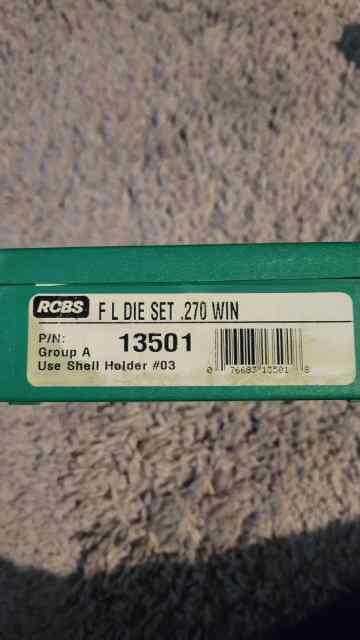 RCBS F L DIE SET .270 WIN
P/N: 13501
Group A
Use Shell Holder #03
0 76683 13501 8